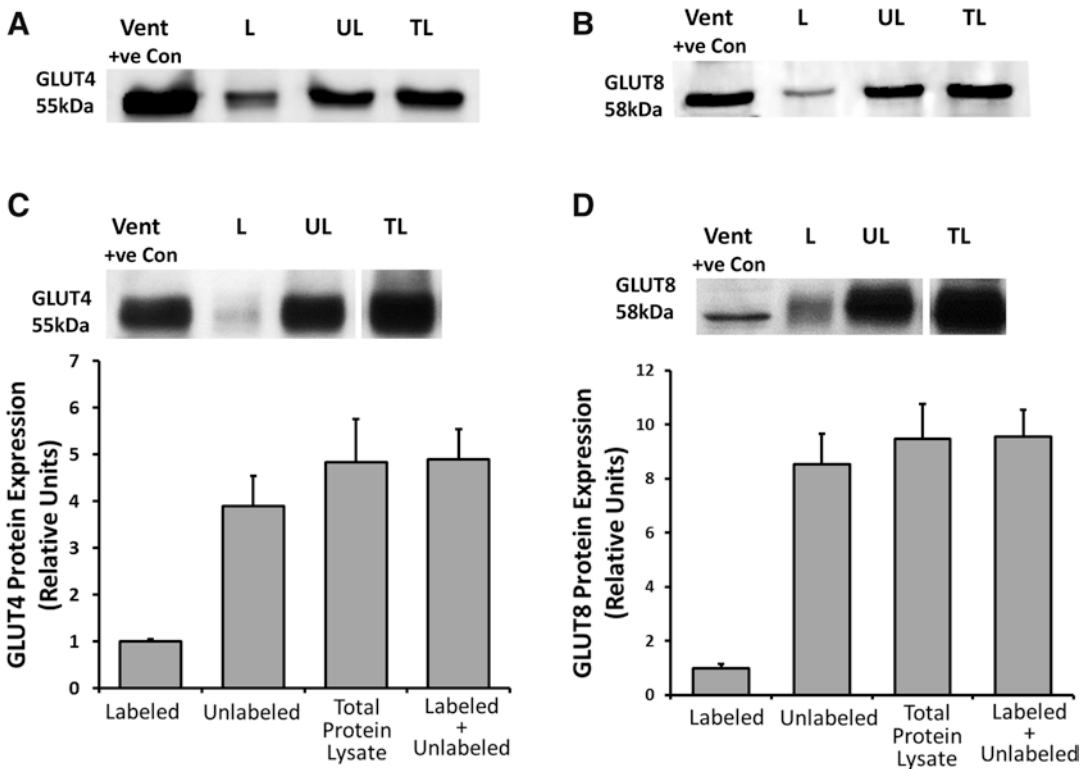 A
Vent L UL TL
+ve Con
GLUT4
55kDa
B
Vent L UL TL
+ve Con
GLUT8
58kDa
C
Vent L UL TL
+ve Con
GLUT4
55kDa
7
6
5
4
3
2
1
0
GLUT4 Protein Expression
(Relative Units)
Labeled Unlabeled Total Labeled
Protein +
Lysate Unlabeled
D
Vent L UL TL
+ve Con
GLUT8
58kDa
12
10
8
6
4
2
0
GLUT8 Protein Expression
(Relative Units)
Labeled Unlabeled Total Labeled
Protein +
Lysate Unlabeled